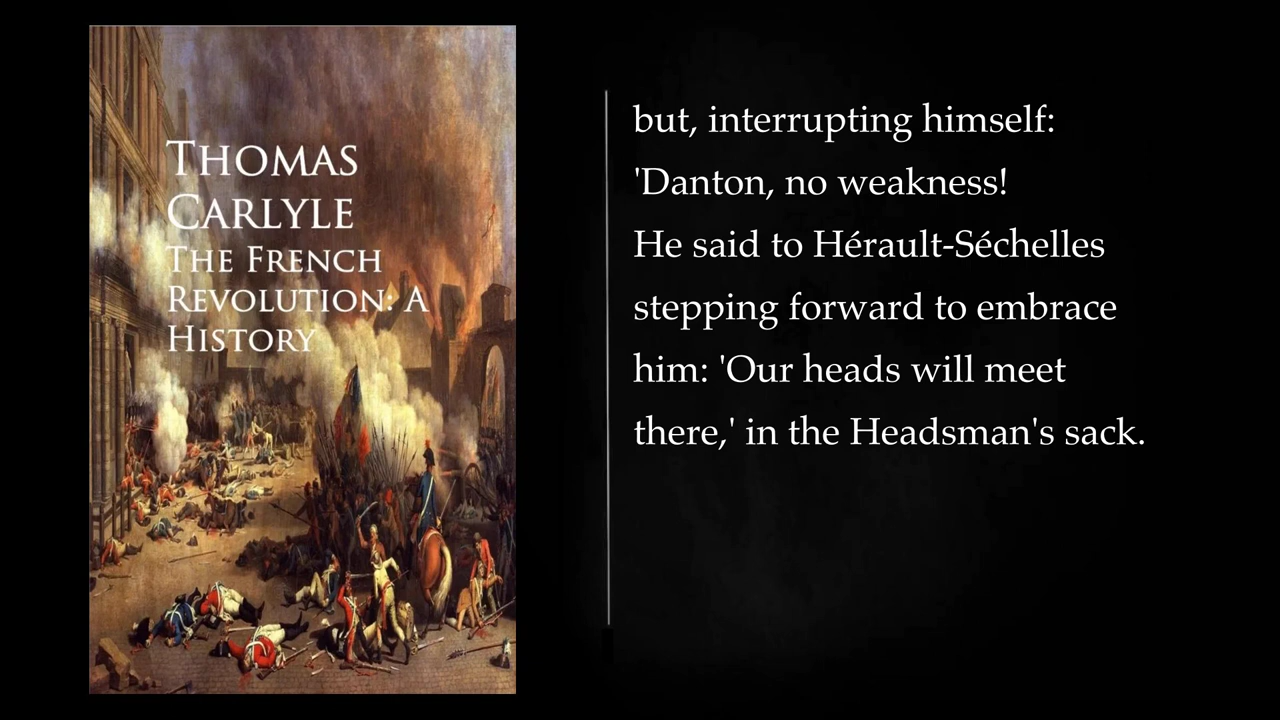 THOMAS
CARLYLE
THE FRENCH
REVOLUTION: A
HISTORY
but, interrupting himself:
'Danton, no weakness!
He said to Hérault-Séchelles
stepping forward to embrace
him: 'Our heads will meet
there,' in the Headsman's sack.